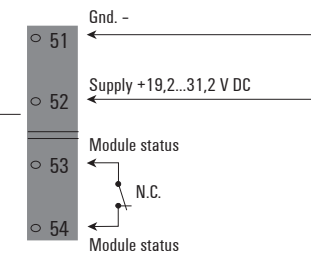 Gnd. -
51
Supply +19,2...31,2 V DC
52
Module status
53
N.C.
54
Module status